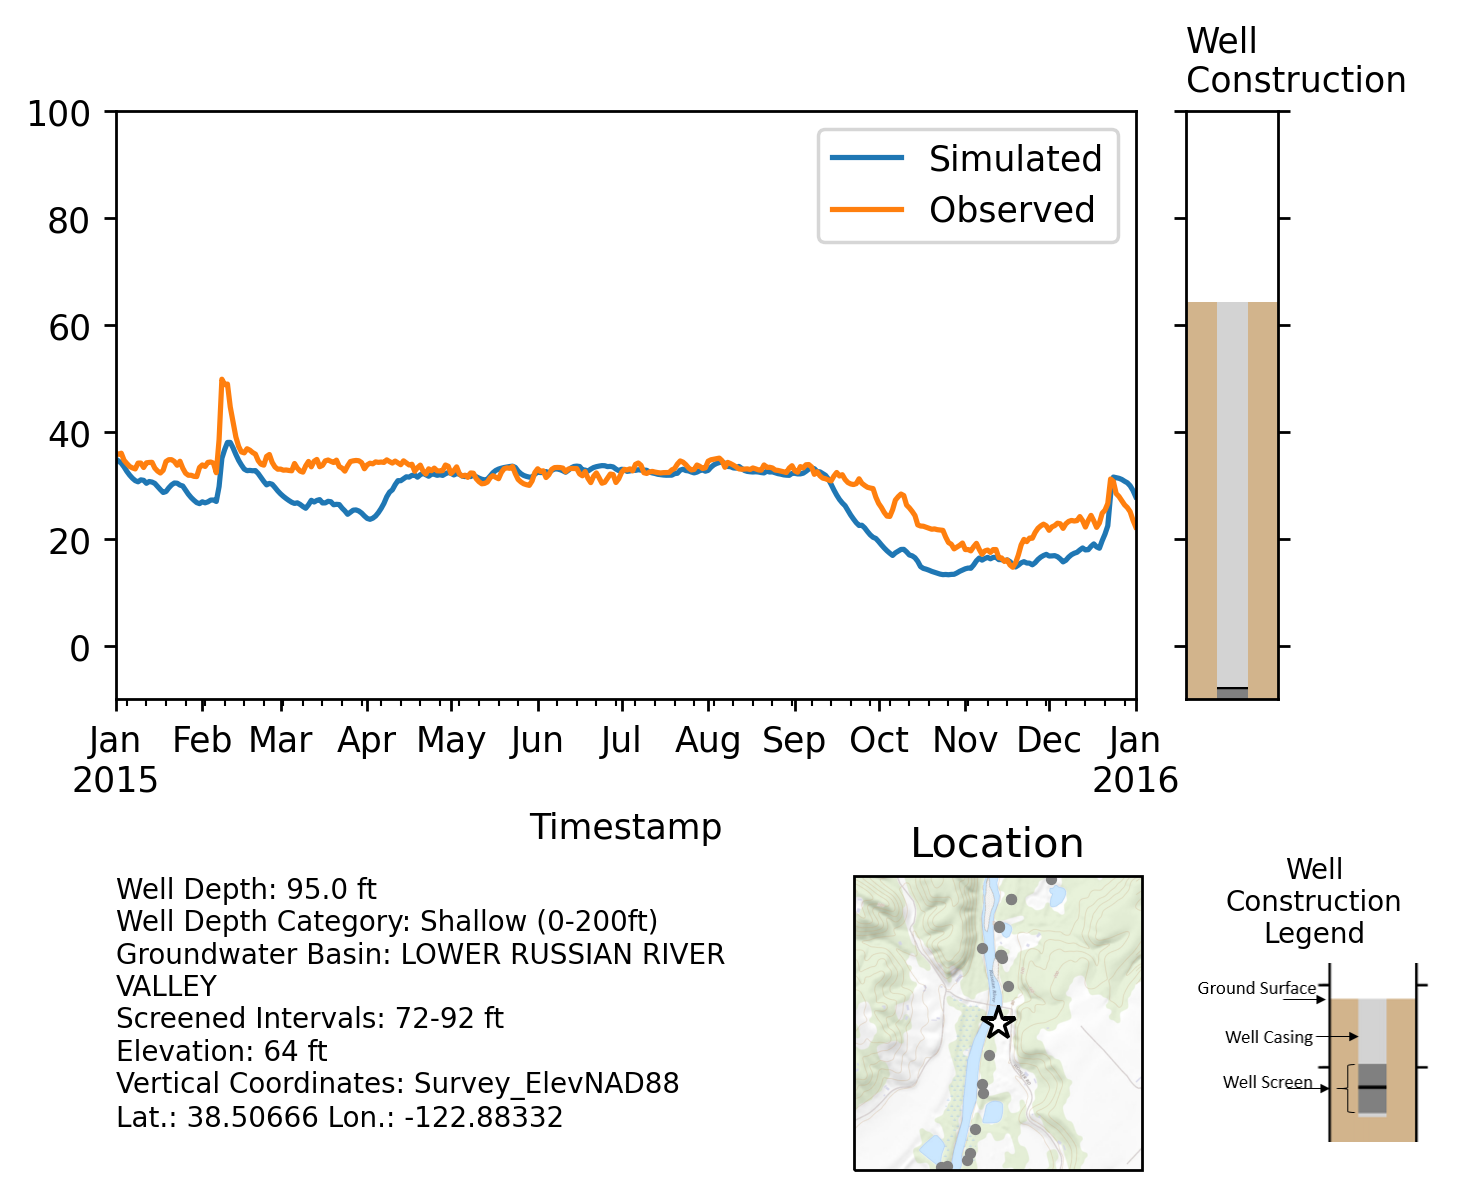 Well
Construction
100
80
60
40
20
0
Simulated
Observed
Jan Feb Mar Apr May Jun Jul Aug Sep Oct Nov Dec Jan
2015 2016
Timestamp
Well Depth: 95.0 ft
Well Depth Category: Shallow (0-200ft)
Groundwater Basin: LOWER RUSSIAN RIVER
VALLEY
Screened Intervals: 72-92 ft
Elevation: 64 ft
Vertical Coordinates: Survey_ElevNAD88
Lat.: 38.50666 Lon.: -122.88332
Location
Well
Construction
Legend
Ground Surface
Well Casing
Well Screen